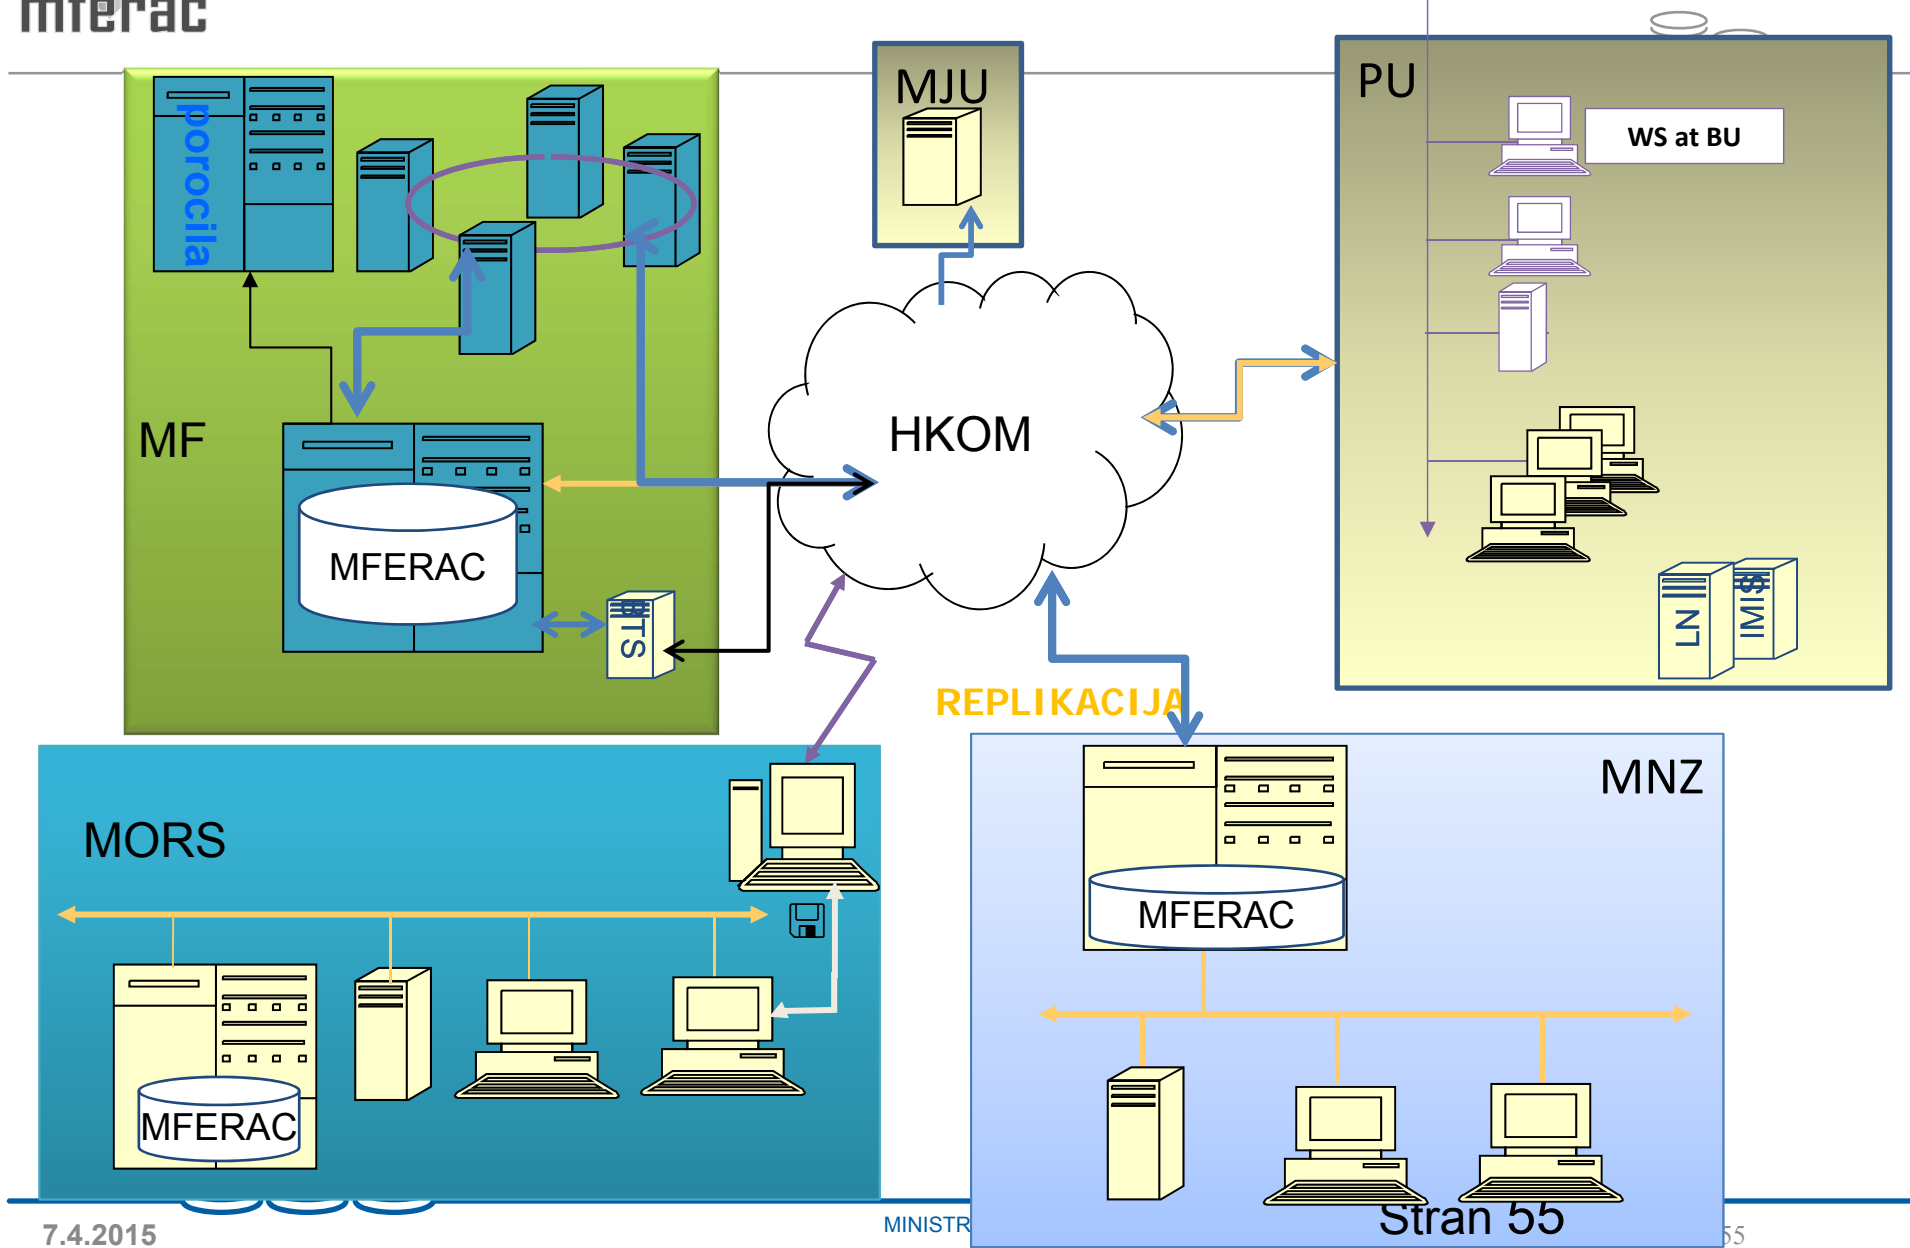 mferac
MJU
PU
WS at BU
porocila
MF
HKOM
MFERAC
BTS
LN
IMIS
REPLIKACIJA
MORS
MNZ
MFERAC
MFERAC
Stran 55
7.4.2015
MINISTR
55